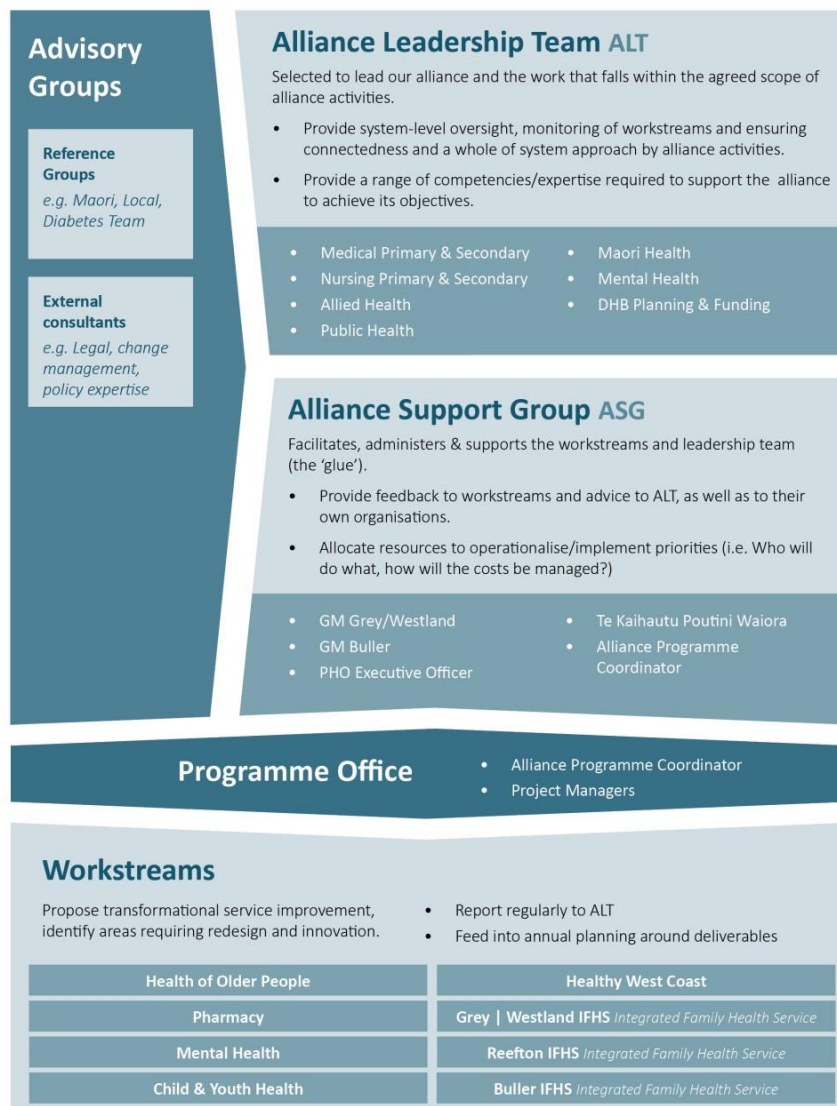 Advisory
Groups
Reference
Groups
e.g. Maori, Local,
Diabetes Team
External
consultants
e.g. Legal, change
management,
policy expertise
Alliance Leadership Team ALT
Selected to lead our alliance and the work that falls within the agreed scope of
alliance activities.
• Provide system-level oversight, monitoring of workstreams and ensuring
connectedness and a whole of system approach by alliance activities.
• Provide a range of competencies/expertise required to support the alliance
to achieve its objectives.
• Medical Primary & Secondary
• Nursing Primary & Secondary
• Allied Health
• Public Health
• Maori Health
• Mental Health
• DHB Planning & Funding
Alliance Support Group ASG
Facilitates, administers & supports the workstreams and leadership team
(the ‘glue’).
• Provide feedback to workstreams and advice to ALT, as well as to their
own organisations.
• Allocate resources to operationalise/implement priorities (i.e. Who will
do what, how will the costs be managed?)
• GM Grey/Westland
• GM Buller
• PHO Executive Officer
• Te Kaihautu Poutini Waiora
• Alliance Programme
Coordinator
Programme Office
• Alliance Programme Coordinator
• Project Managers
Workstreams
Propose transformational service improvement,
identify areas requiring redesign and innovation.
• Report regularly to ALT
• Feed into annual planning around deliverables
Health of Older People
Pharmacy
Mental Health
Child & Youth Health
Healthy West Coast
Grey | Westland IFHS Integrated Family Health Service
Reefton IFHS Integrated Family Health Service
Buller IFHS Integrated Family Health Service